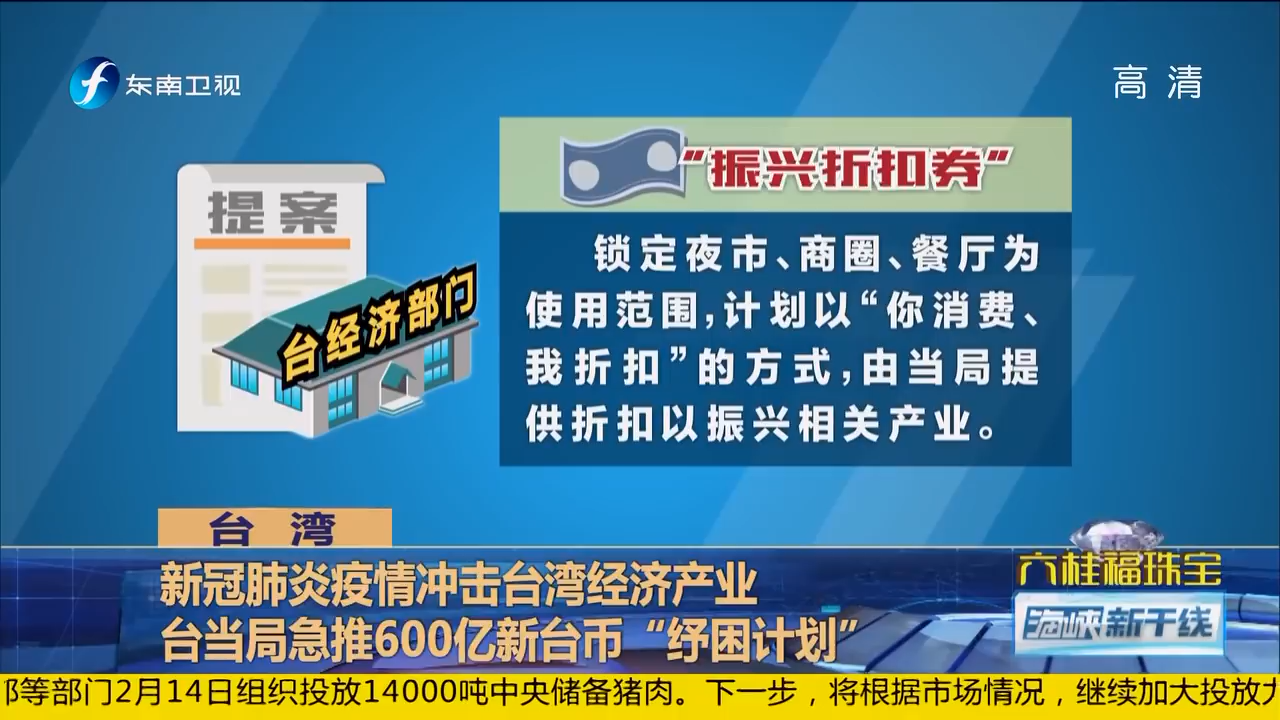 东南卫视
高清
提案
台经济部门
“振兴折扣券”
锁定夜市、商圈、餐厅为
使用范围,计划以“你消费、
我折扣”的方式,由当局提
供折扣以振兴相关产业。
台湾
新冠肺炎疫情冲击台湾经济产业
台当局急推600亿新台币“纾困计划”
六桂福珠宝
海峡新干线
等部门2月14日组织投放14000吨中央储备猪肉。下一步，将根据市场情况，继续加大投放